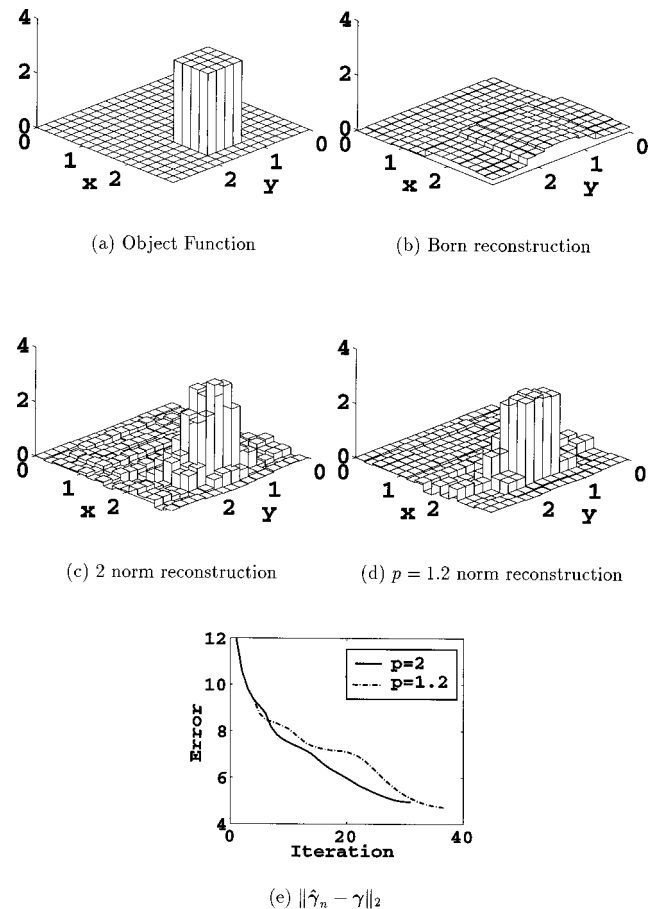 4
2
0
0
1
x
2
2
y
1
0
(a) Object Function
4
2
0
0
1
x
2
2
y
1
0
(b) Born reconstruction
4
2
0
0
1
x
2
2
y
1
0
(c) 2 norm reconstruction
4
2
0
0
1
x
2
2
y
1
0
(d) p = 1.2 norm reconstruction
12
10
8
6
4
Error
p=2
p=1.2
0
20
40
Iteration
(e) ‖γ̂ₙ − γ‖₂